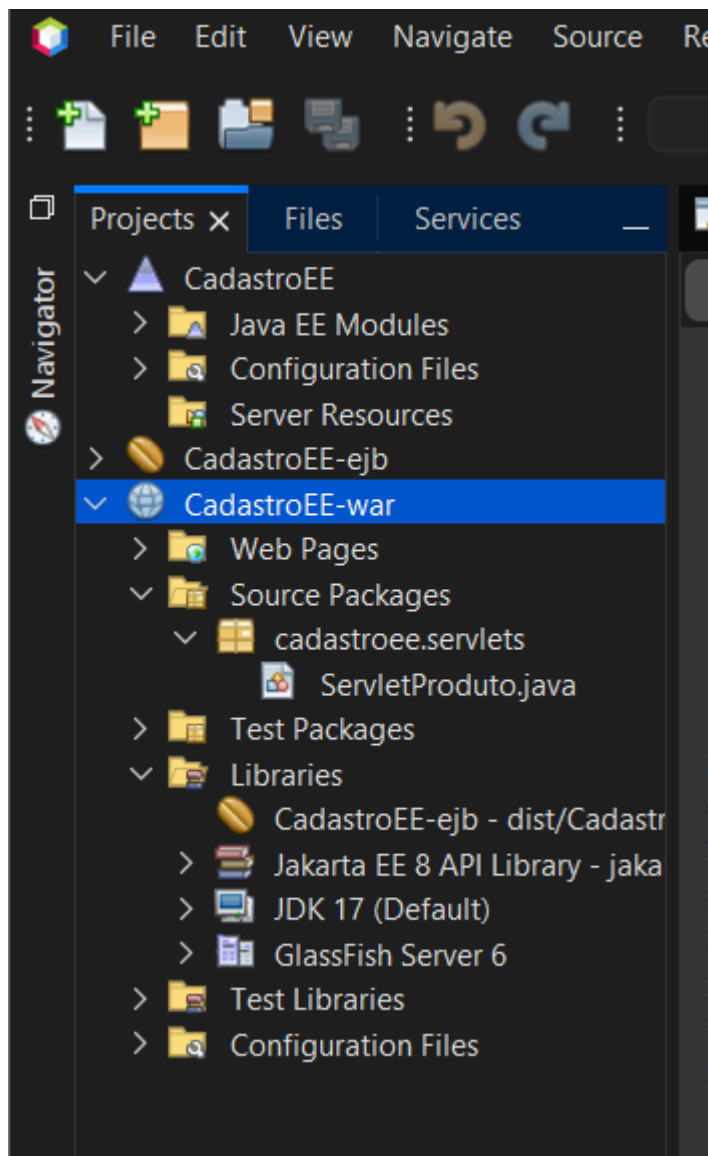 File Edit View Navigate Source Re
Projects Files Services
Navigator
CadastroEE
Java EE Modules
Configuration Files
Server Resources
CadastroEE-ejb
CadastroEE-war
Web Pages
Source Packages
cadastroee.servlets
ServletProduto.java
Test Packages
Libraries
CadastroEE-ejb - dist/Cadastr
Jakarta EE 8 API Library - jaka
JDK 17 (Default)
GlassFish Server 6
Test Libraries
Configuration Files